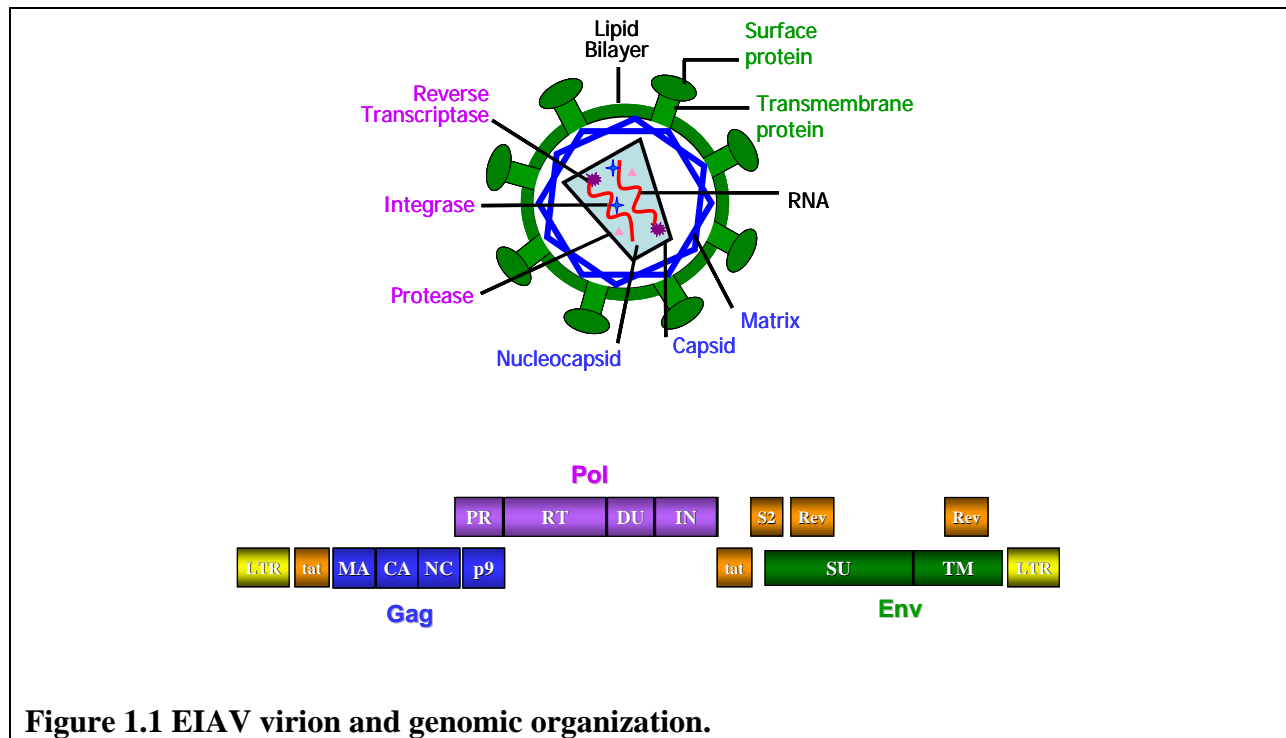 Lipid
Bilayer
Surface
protein
Reverse
Transcriptase
Transmembrane
protein
Integrase
RNA
Protease
Matrix
Nucleocapsid
Capsid
Pol
PR RT DU IN S2 Rev Rev
LTR tat MA CA NC p9 tat SU TM LTR
Gag
Env
Figure 1.1 EIAV virion and genomic organization.